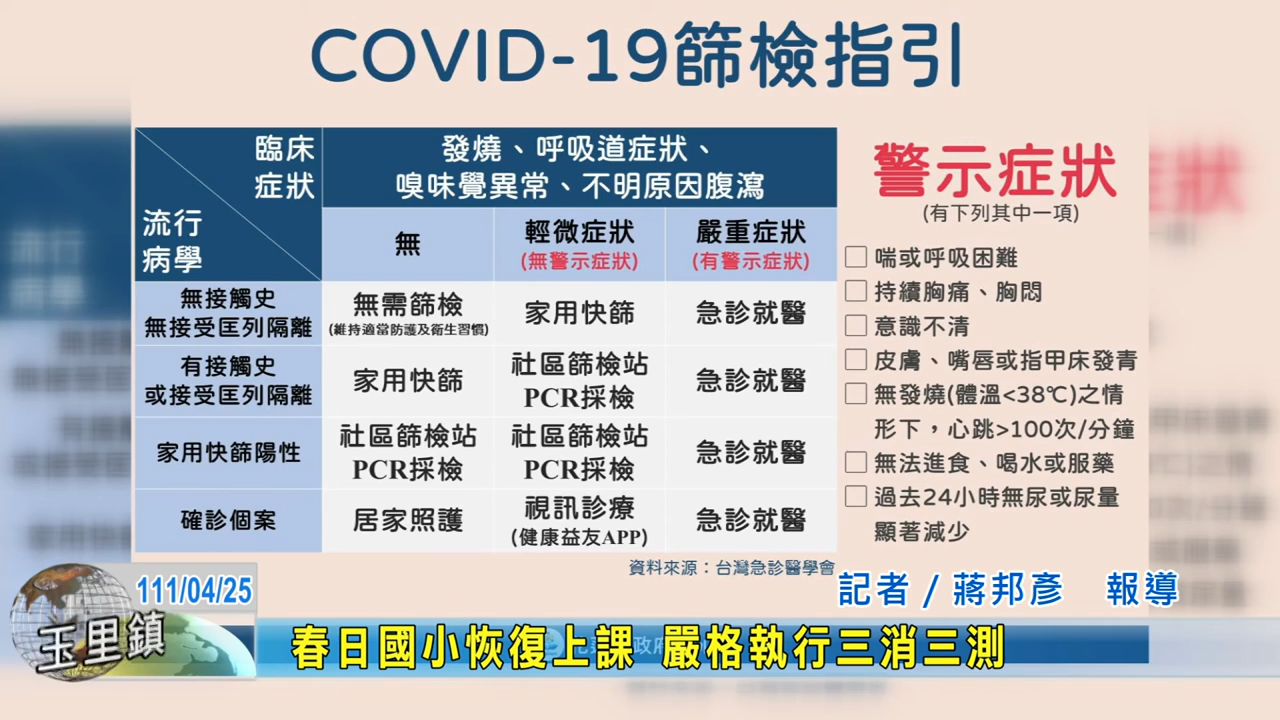 COVID-19篩檢指引
臨床
症狀
流行
病學
發燒、呼吸道症狀、
嗅味覺異常、不明原因腹瀉
無
輕微症狀
(無警示症狀)
嚴重症狀
(有警示症狀)
無接觸史
無接受匡列隔離
無需篩檢
(維持適當防護及衛生習慣)
家用快篩
急診就醫
有接觸史
或接受匡列隔離
家用快篩
社區篩檢站
PCR採檢
急診就醫
家用快篩陽性
社區篩檢站
PCR採檢
社區篩檢站
PCR採檢
急診就醫
確診個案
居家照護
視訊診療
(健康益友APP)
急診就醫
資料來源：台灣急診醫學會
警示症狀
(有下列其中一項)
喘或呼吸困難
持續胸痛、胸悶
意識不清
皮膚、嘴唇或指甲床發青
無發燒(體溫<38℃)之情
形下，心跳>100次/分鐘
無法進食、喝水或服藥
過去24小時無尿或尿量
顯著減少
記者/蔣邦彥 報導
111/04/25
玉里鎮
春日國小恢復上課 嚴格執行三消三測